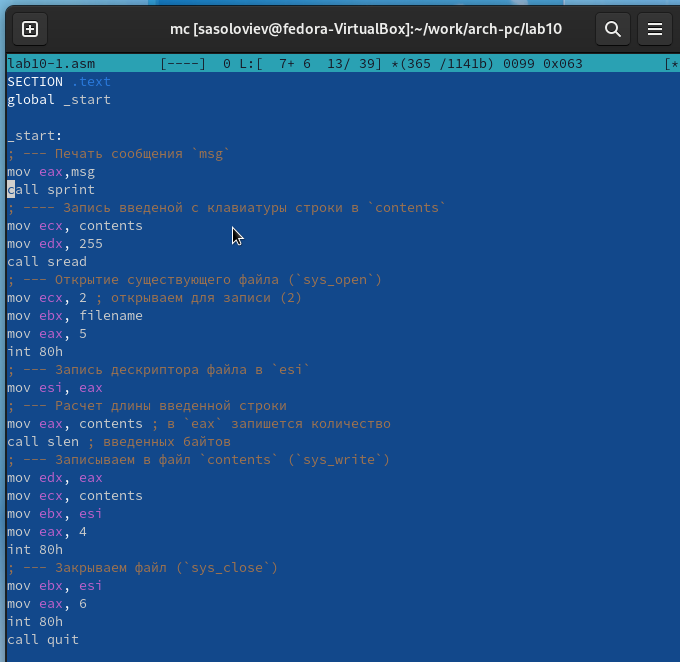 mc [sasoloviev@fedora-VirtualBox]:~/work/arch-pc/lab10
lab10-1.asm        [----]  0 L:[  7+ 6  13/ 39] *(365 /1141b) 0099 0x063          [*
SECTION .text
global _start

_start:
; --- Печать сообщения `msg`
mov eax,msg
call sprint
; ---- Запись введеной с клавиатуры строки в `contents`
mov ecx, contents
mov edx, 255
call sread
; --- Открытие существующего файла (`sys_open`)
mov ecx, 2 ; открываем для записи (2)
mov ebx, filename
mov eax, 5
int 80h
; --- Запись дескриптора файла в `esi`
mov esi, eax
; --- Расчет длины введенной строки
mov eax, contents ; в `eax` запишется количество
call slen ; введенных байтов
; --- Записываем в файл `contents` (`sys_write`)
mov edx, eax
mov ecx, contents
mov ebx, esi
mov eax, 4
int 80h
; --- Закрываем файл (`sys_close`)
mov ebx, esi
mov eax, 6
int 80h
call quit